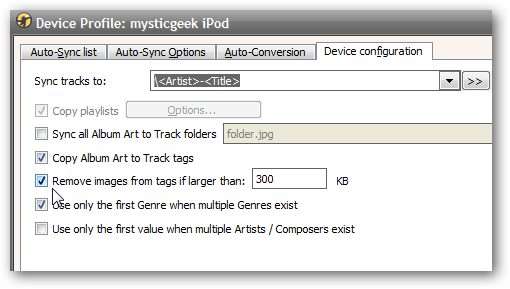 Device Profile: mysticgeek iPod
Auto-Sync list Auto-Sync Options Auto-Conversion Device configuration
Sync tracks to: \<Artist>-<Title> >>
Copy playlists Options...
Sync all Album Art to Track folders folder.jpg
Copy Album Art to Track tags
Remove images from tags if larger than: 300 KB
Use only the first Genre when multiple Genres exist
Use only the first value when multiple Artists / Composers exist